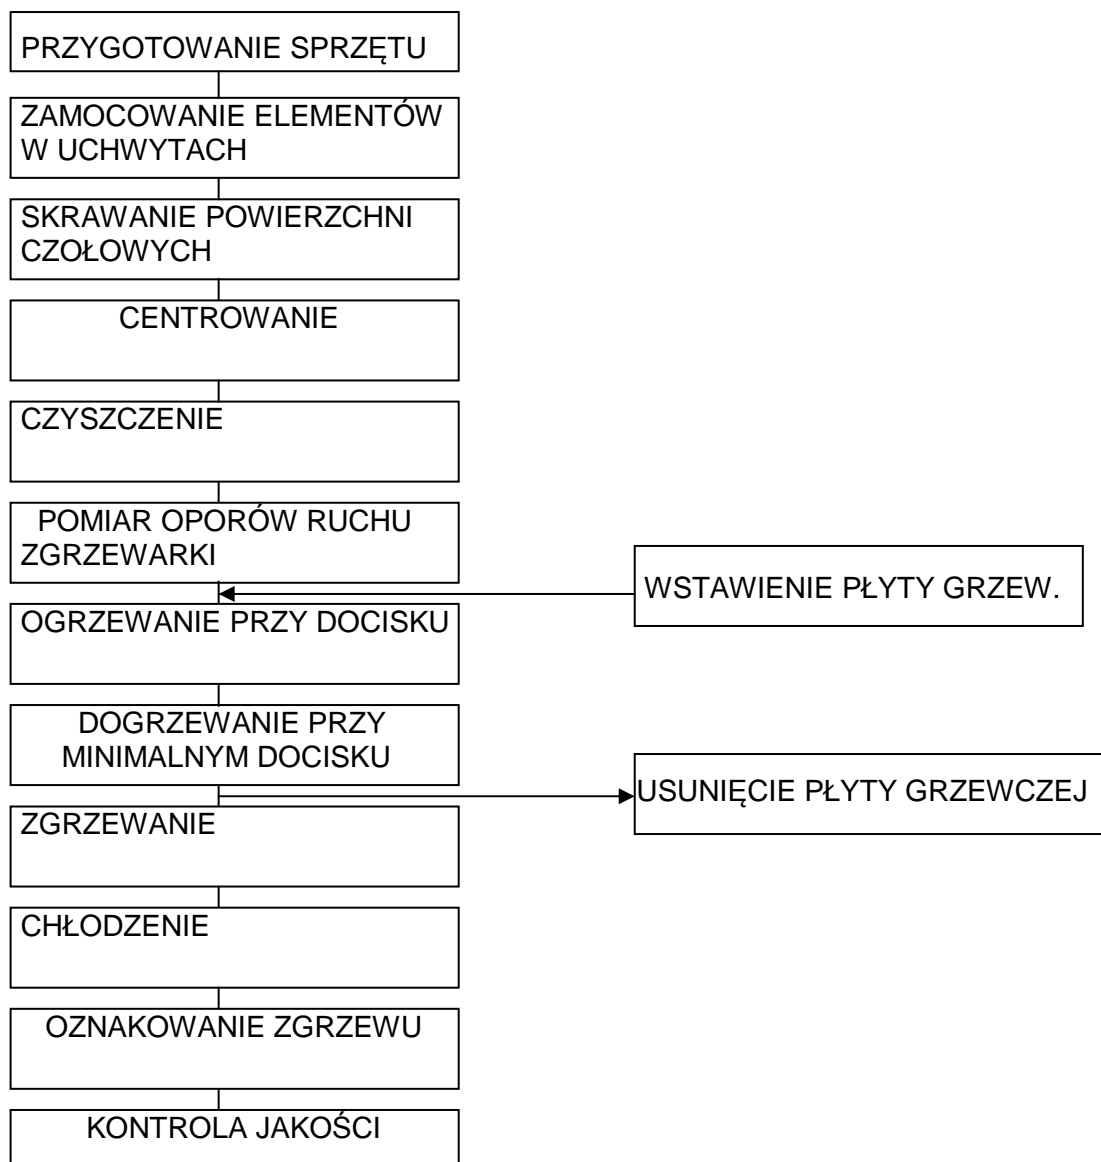 PRZYGOTOWANIE SPRZĘTU
ZAMOCOWANIE ELEMENTÓW
W UCHWYTACH
SKRAWANIE POWIERZCHNI
CZOŁOWYCH
CENTROWANIE
CZYSZCZENIE
POMIAR OPORÓW RUCHU
ZGRZEWARKI
WSTAWIENIE PŁYTY GRZEW.
OGRZEWANIE PRZY DOCISKU
DOGRZEWANIE PRZY
MINIMALNYM DOCISKU
USUNIĘCIE PŁYTY GRZEWCZEJ
ZGRZEWANIE
CHŁODZENIE
OZNAKOWANIE ZGRZEWU
KONTROLA JAKOŚCI